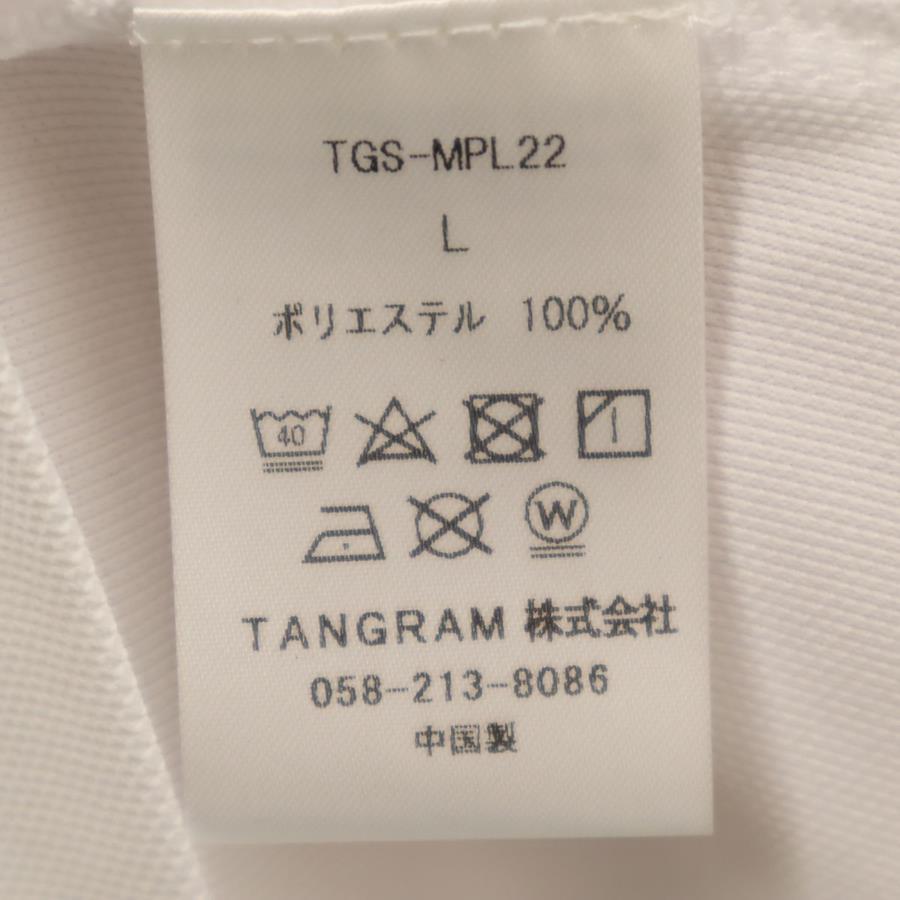 TGS-MPL22
L
ポリエステル 100%
40
W
TANGRAM 株式会社
058-213-8086
中国製